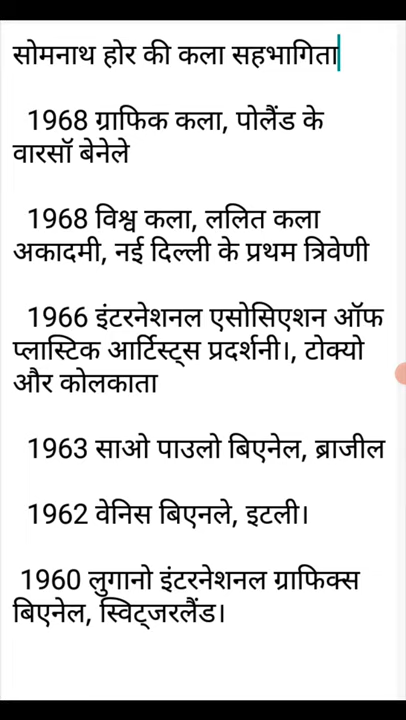 सोमनाथ होर की कला सहभागिता
1968 ग्राफिक कला, पोलैंड के
वारसॉ बेनेले
1968 विश्व कला, ललित कला
अकादमी, नई दिल्ली के प्रथम त्रिवेणी
1966 इंटरनेशनल एसोसिएशन ऑफ
प्लास्टिक आर्टिस्ट्स प्रदर्शनी।, टोक्यो
और कोलकाता
1963 साओ पाउलो बिएनेल, ब्राजील
1962 वेनिस बिएनले, इटली।
1960 लुगानो इंटरनेशनल ग्राफिक्स
बिएनेल, स्विट्जरलैंड।